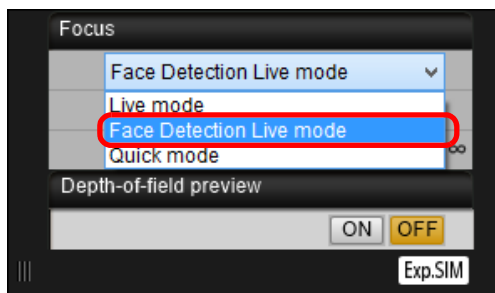 Focus
Face Detection Live mode
Live mode
Face Detection Live mode
Quick mode
∞
Depth-of-field preview
ON OFF
Exp.SIM